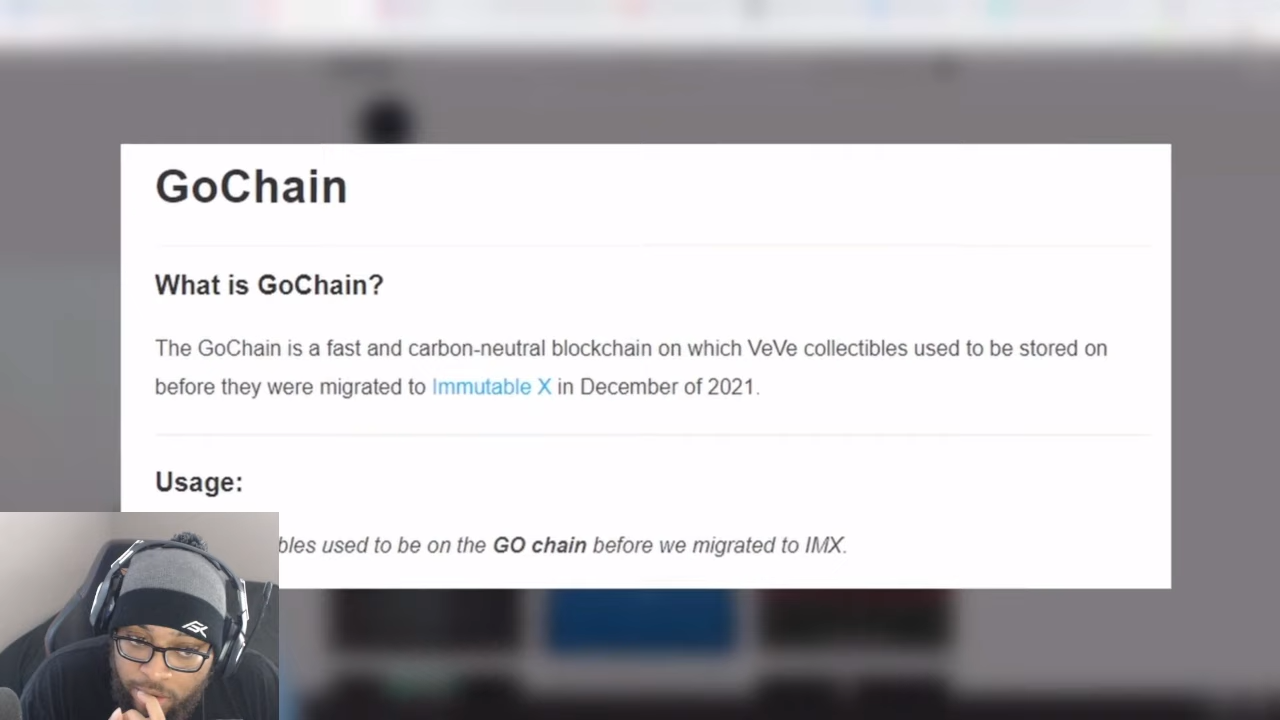 GoChain
What is GoChain?
The GoChain is a fast and carbon-neutral blockchain on which VeVe collectibles used to be stored on
before they were migrated to Immutable X in December of 2021.
Usage:
used to be on the GO chain before we migrated to IMX.